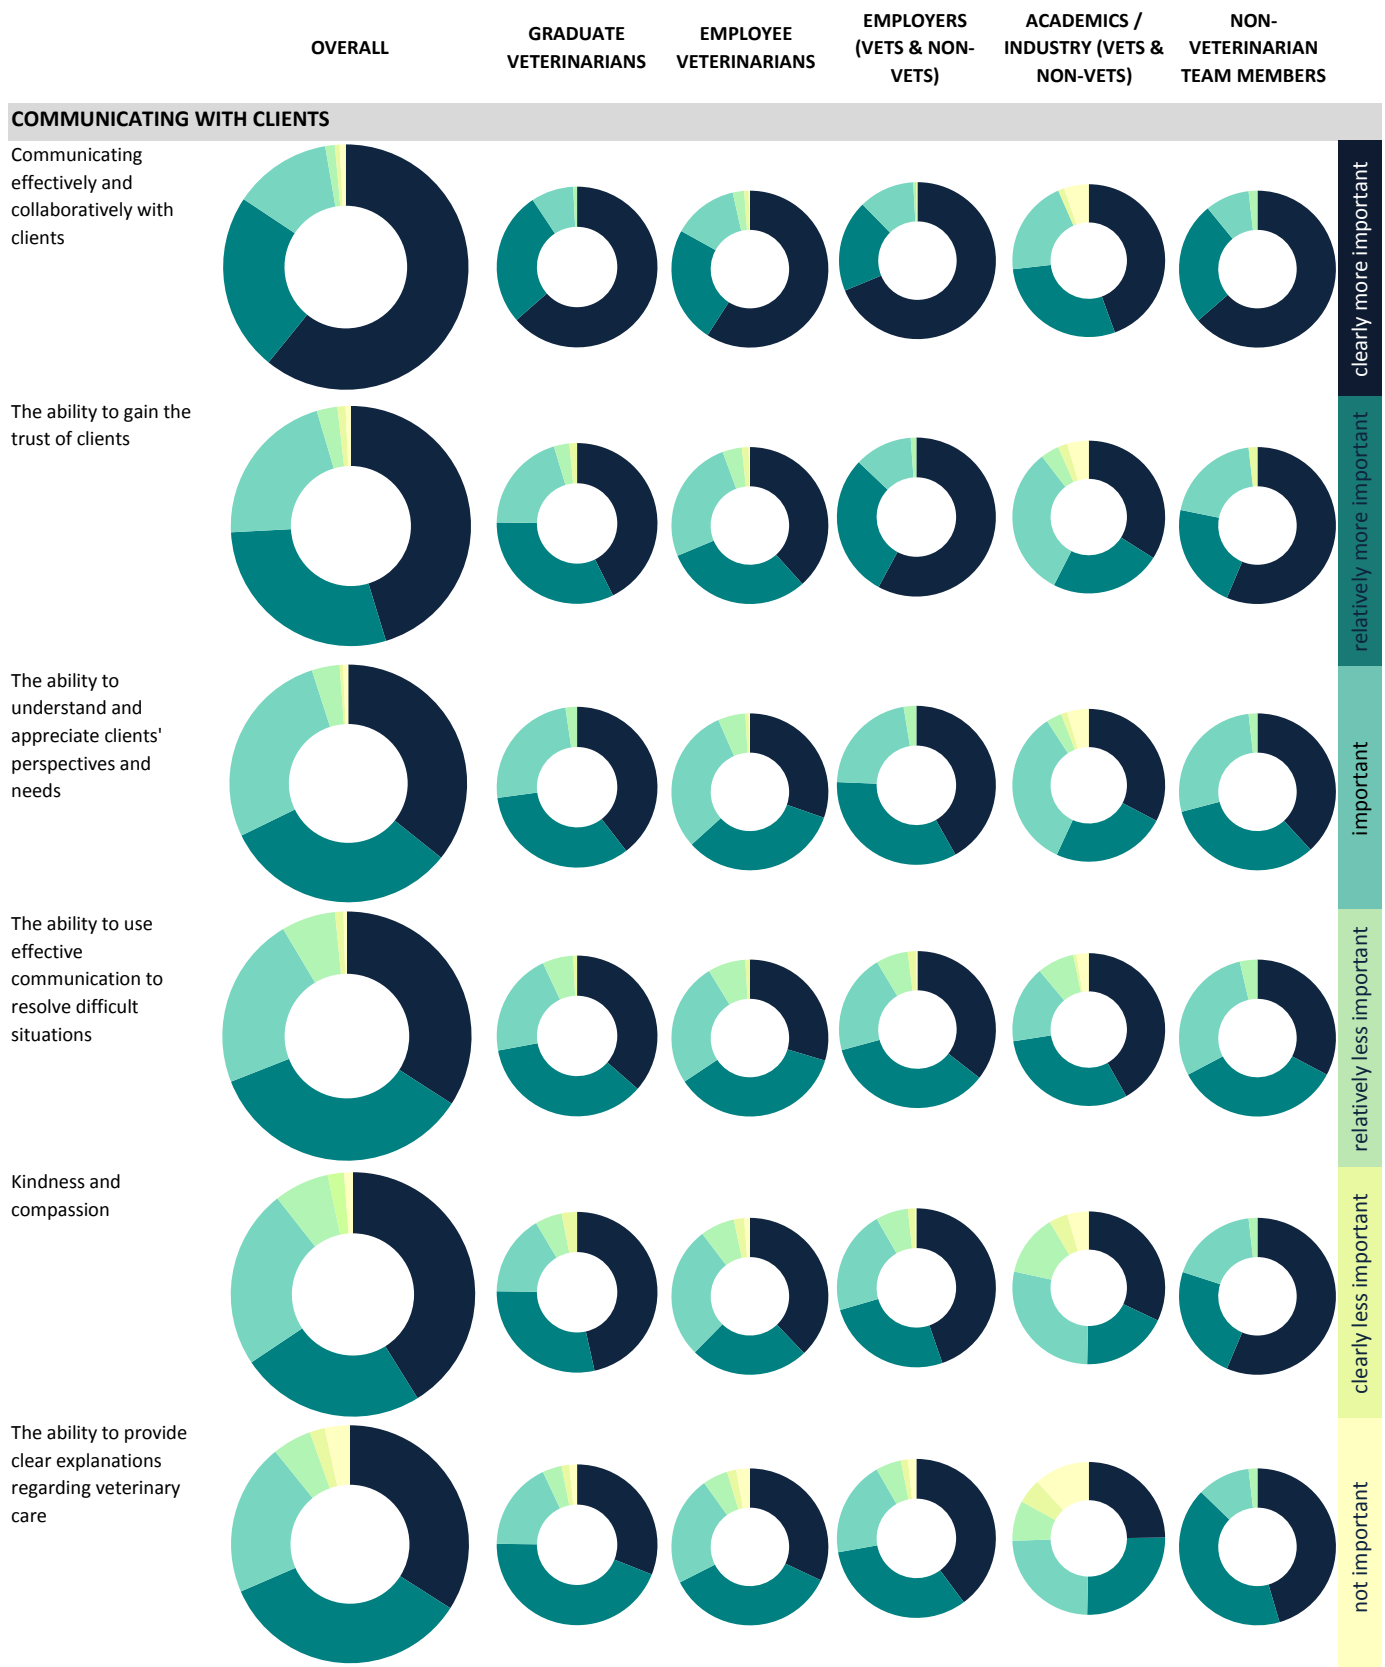 OVERALL
GRADUATE
VETERINARIANS
EMPLOYEE
VETERINARIANS
EMPLOYERS
(VETS & NON-
VETS)
ACADEMICS /
INDUSTRY (VETS &
NON-VETS)
NON-
VETERINARIAN
TEAM MEMBERS
COMMUNICATING WITH CLIENTS
Communicating
effectively and
collaboratively with
clients
clearly more important
The ability to gain the
trust of clients
relatively more important
The ability to
understand and
appreciate clients'
perspectives and
needs
important
The ability to use
effective
communication to
resolve difficult
situations
relatively less important
Kindness and
compassion
clearly less important
The ability to provide
clear explanations
regarding veterinary
care
not important